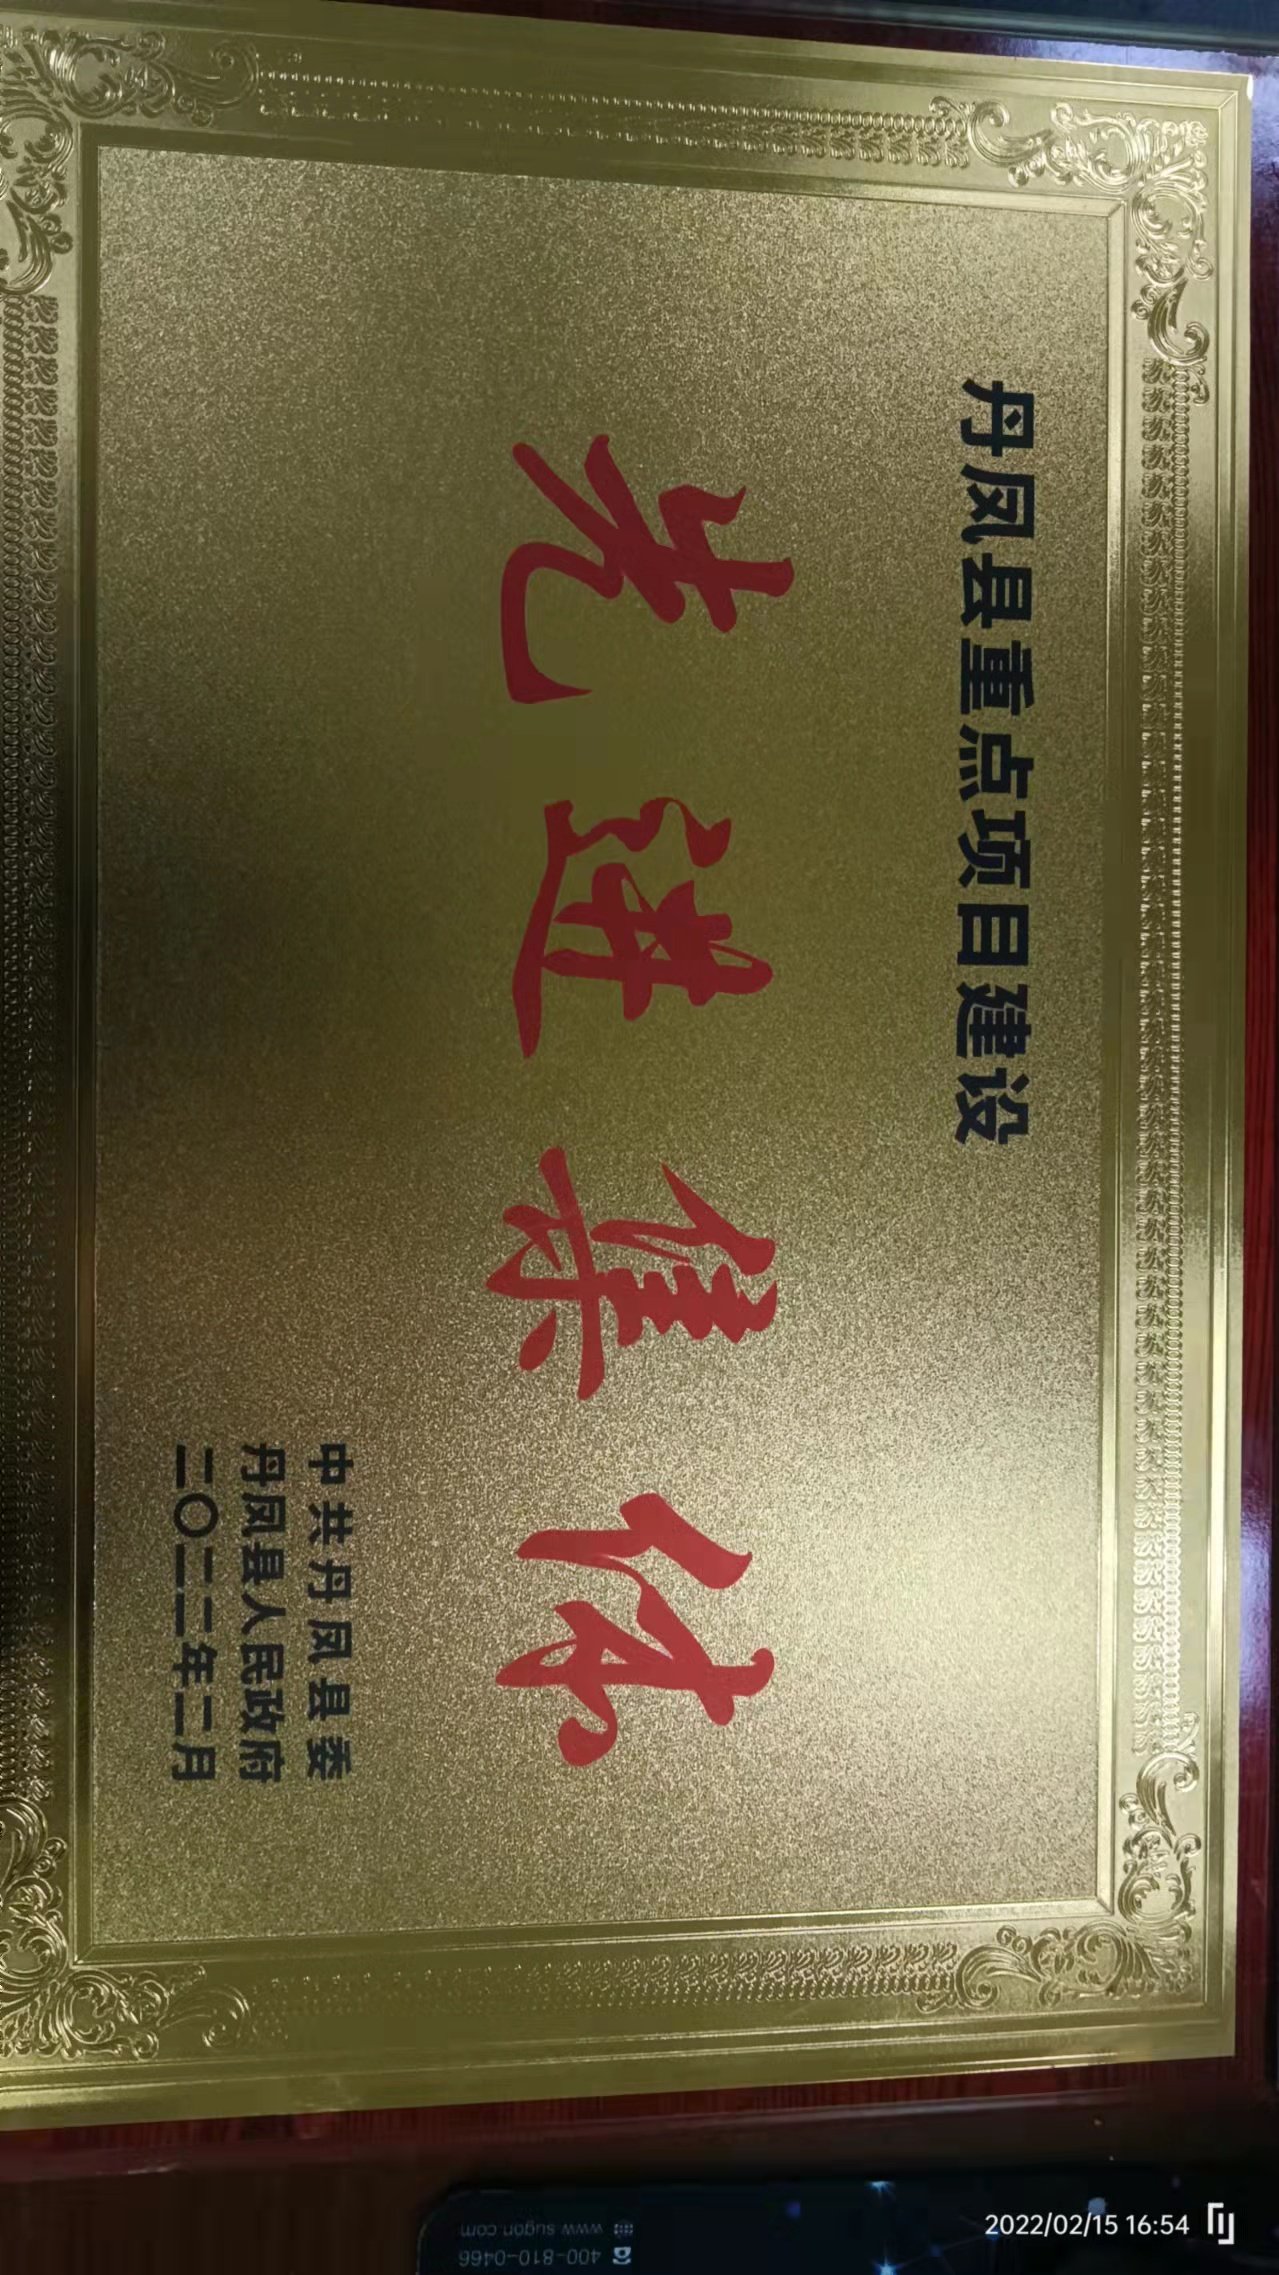 丹凤县重点项目建设
先进集体
中共丹凤县委
丹凤县人民政府
二〇二二年二月
www.sugon.com
400-810-0466
2022/02/15 16:54